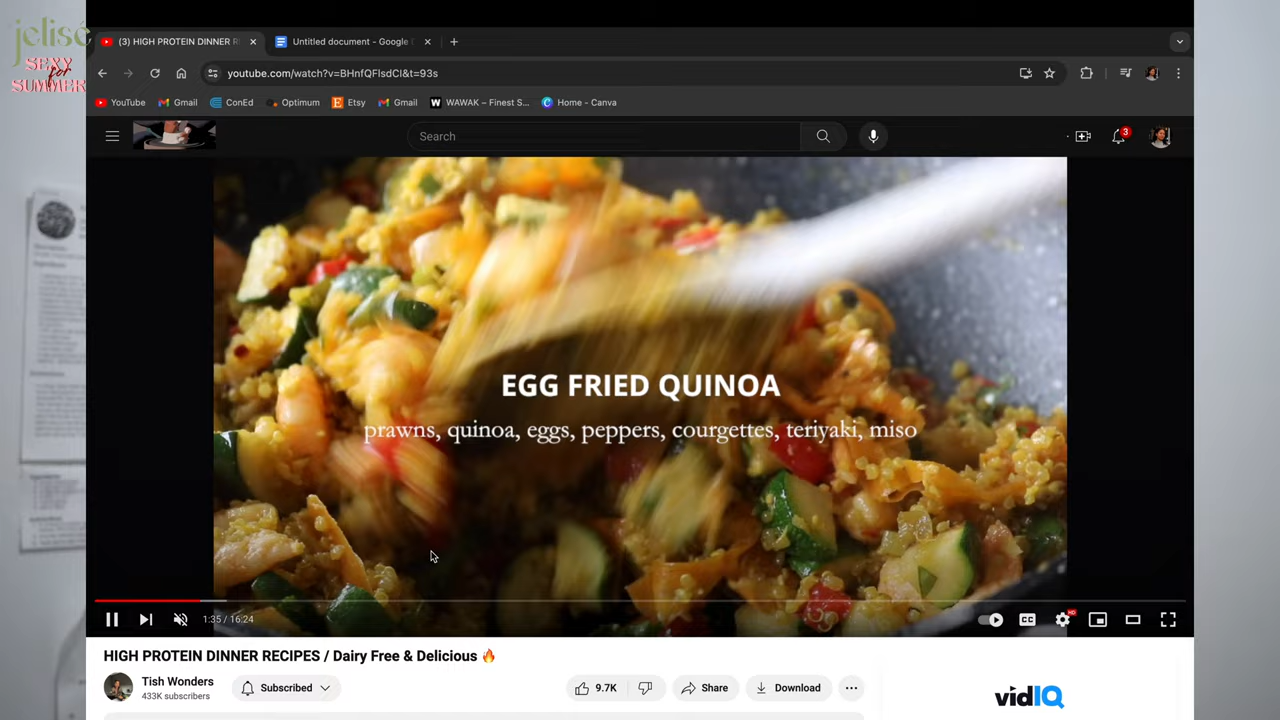 jelisé
SEXY
for
SUMMER
(3) HIGH PROTEIN DINNER R
Untitled document - Google
youtube.com/watch?v=BHnfQFlsdCI&t=93s
YouTube
Gmail
ConEd
Optimum
Etsy
Gmail
WAWAK – Finest S...
Home - Canva
Search
3
EGG FRIED QUINOA
prawns, quinoa, eggs, peppers, courgettes, teriyaki, miso
1:35 / 16:24
CC
HD
HIGH PROTEIN DINNER RECIPES / Dairy Free & Delicious 🔥
Tish Wonders
433K subscribers
Subscribed
9.7K
Share
Download
vidIQ